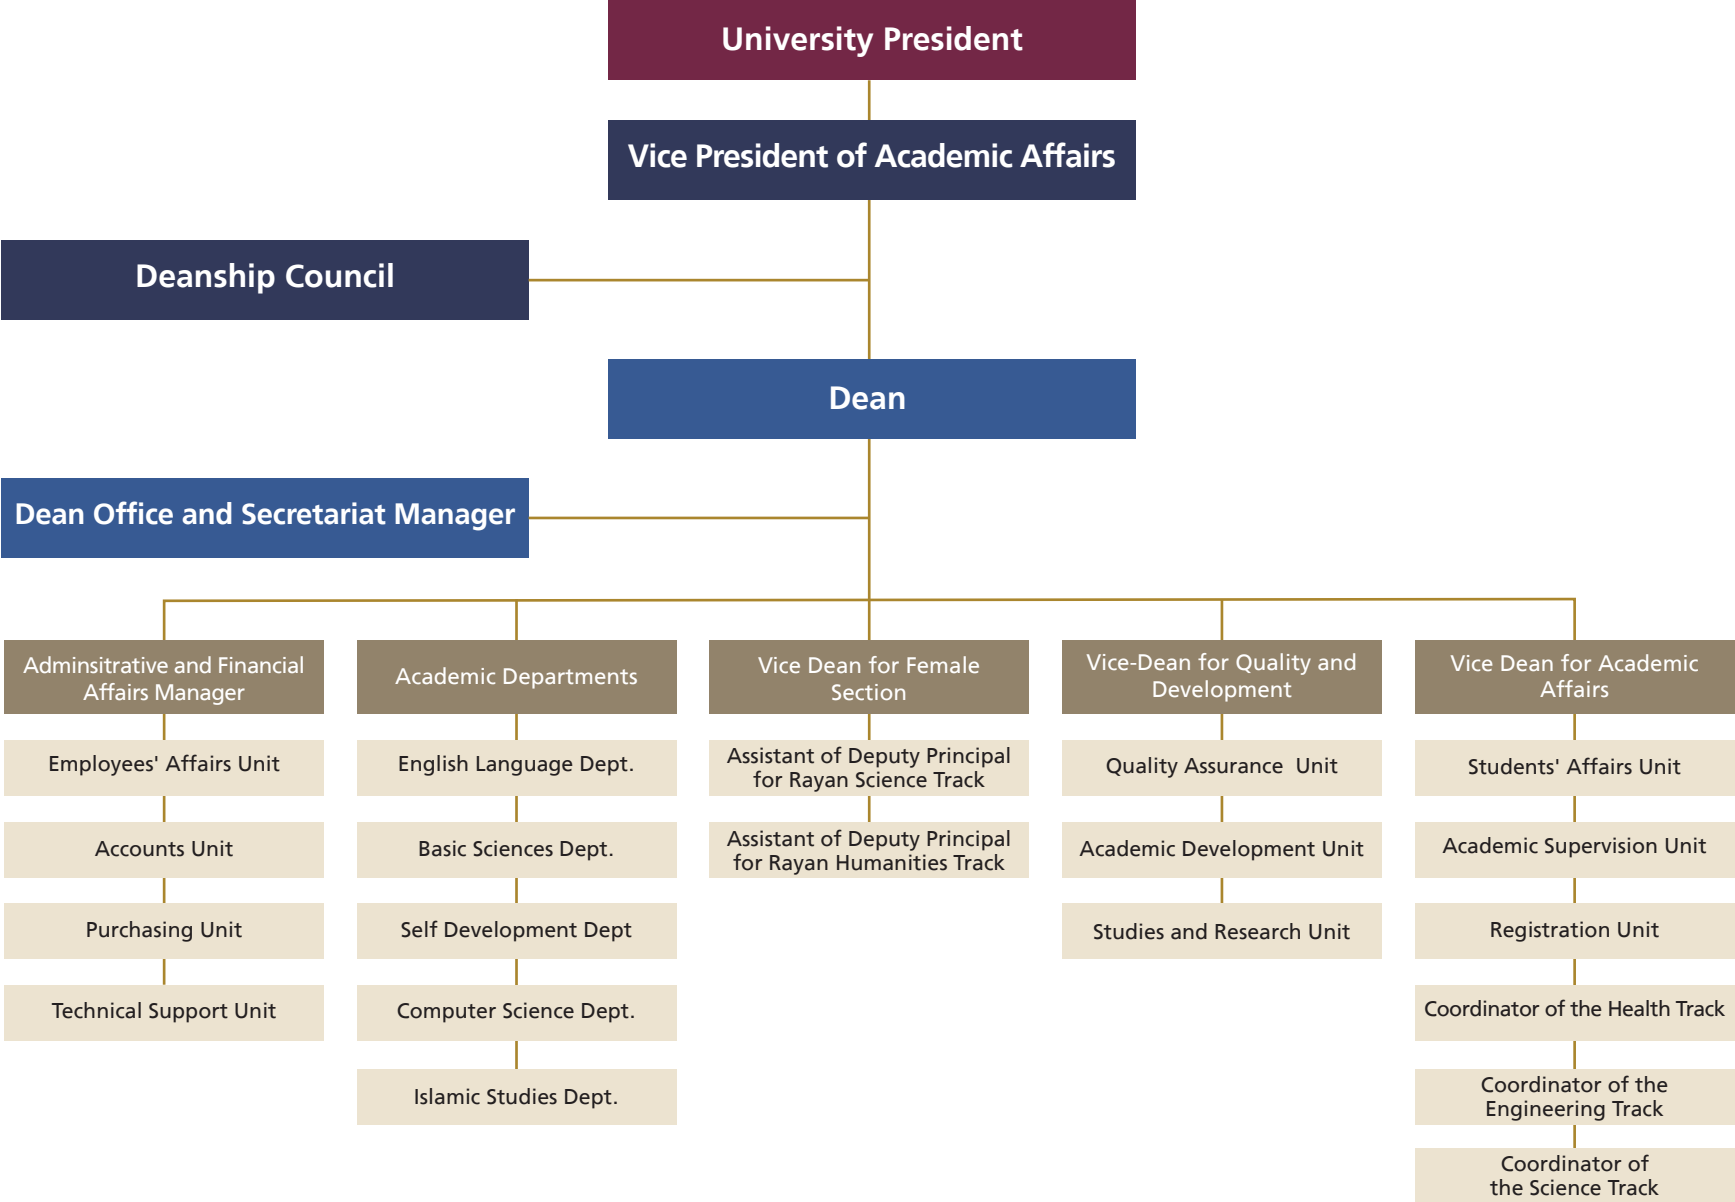 University President
Vice President of Academic Affairs
Deanship Council
Dean
Dean Office and Secretariat Manager
Adminsitrative and Financial
Affairs Manager
Employees' Affairs Unit
Accounts Unit
Purchasing Unit
Technical Support Unit
Academic Departments
English Language Dept.
Basic Sciences Dept.
Self Development Dept
Computer Science Dept.
Islamic Studies Dept.
Vice Dean for Female
Section
Assistant of Deputy Principal
for Rayan Science Track
Assistant of Deputy Principal
for Rayan Humanities Track
Vice-Dean for Quality and
Development
Quality Assurance  Unit
Academic Development Unit
Studies and Research Unit
Vice Dean for Academic
Affairs
Students' Affairs Unit
Academic Supervision Unit
Registration Unit
Coordinator of the Health Track
Coordinator of the
Engineering Track
Coordinator of
the Science Track